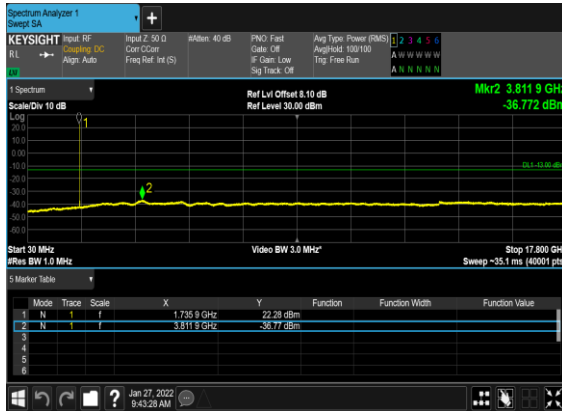 Spectrum Analyzer 1
Swept SA
+
KEYSIGHT Input: RF Input Z: 50 Ω #Atten: 40 dB PNO: Fast Avg Type: Power (RMS) 1 2 3 4 5 6
RL Coupling: DC Corr CCorr Gate: Off Avg|Hold: 100/100 A W W W W W
Align: Auto Freq Ref: Int (S) IF Gain: Low Trig: Free Run
LXI Sig Track: Off A N N N N N
1 Spectrum Ref Lvl Offset 8.10 dB Mkr2 3.811 9 GHz
Scale/Div 10 dB Ref Level 30.00 dBm -36.772 dBm
Log
20.0
10.0
0.00
-10.0
-20.0
-30.0
-40.0
-50.0
-60.0
1
2
DL1 -13.00 dBm
Start 30 MHz Video BW 3.0 MHz* Stop 17.800 GHz
#Res BW 1.0 MHz Sweep ~35.1 ms (40001 pts)
5 Marker Table
Mode Trace Scale X Y Function Function Width Function Value
1 N 1 f 1.735 9 GHz 22.28 dBm
2 N 1 f 3.811 9 GHz -36.77 dBm
3
4
5
6
? Jan 27, 2022
9:43:28 AM